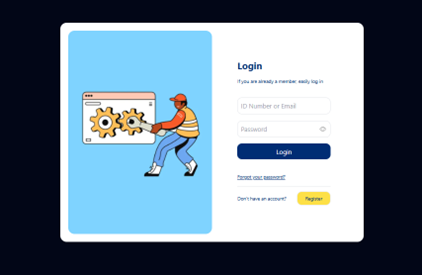 Login
If you are already a member, easily log in
ID Number or Email
Password
Login
Forgot your password?
Don't have an account?
Register